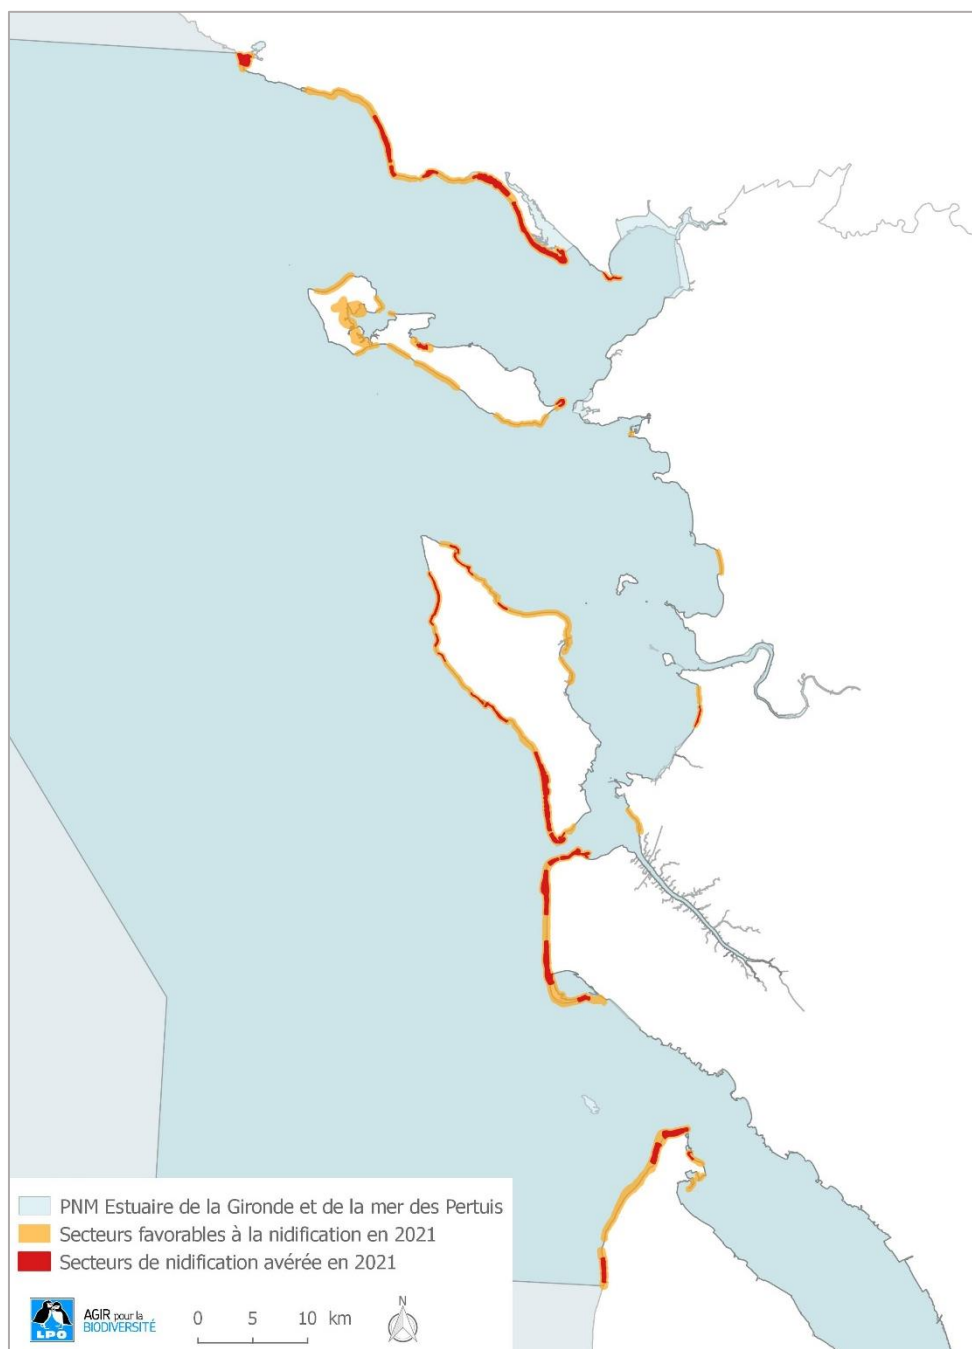 PNM Estuaire de la Gironde et de la mer des Pertuis
Secteurs favorables à la nidification en 2021
Secteurs de nidification avérée en 2021
LPO
AGIR pour la
BIODIVERSITÉ
0 5 10 km
N